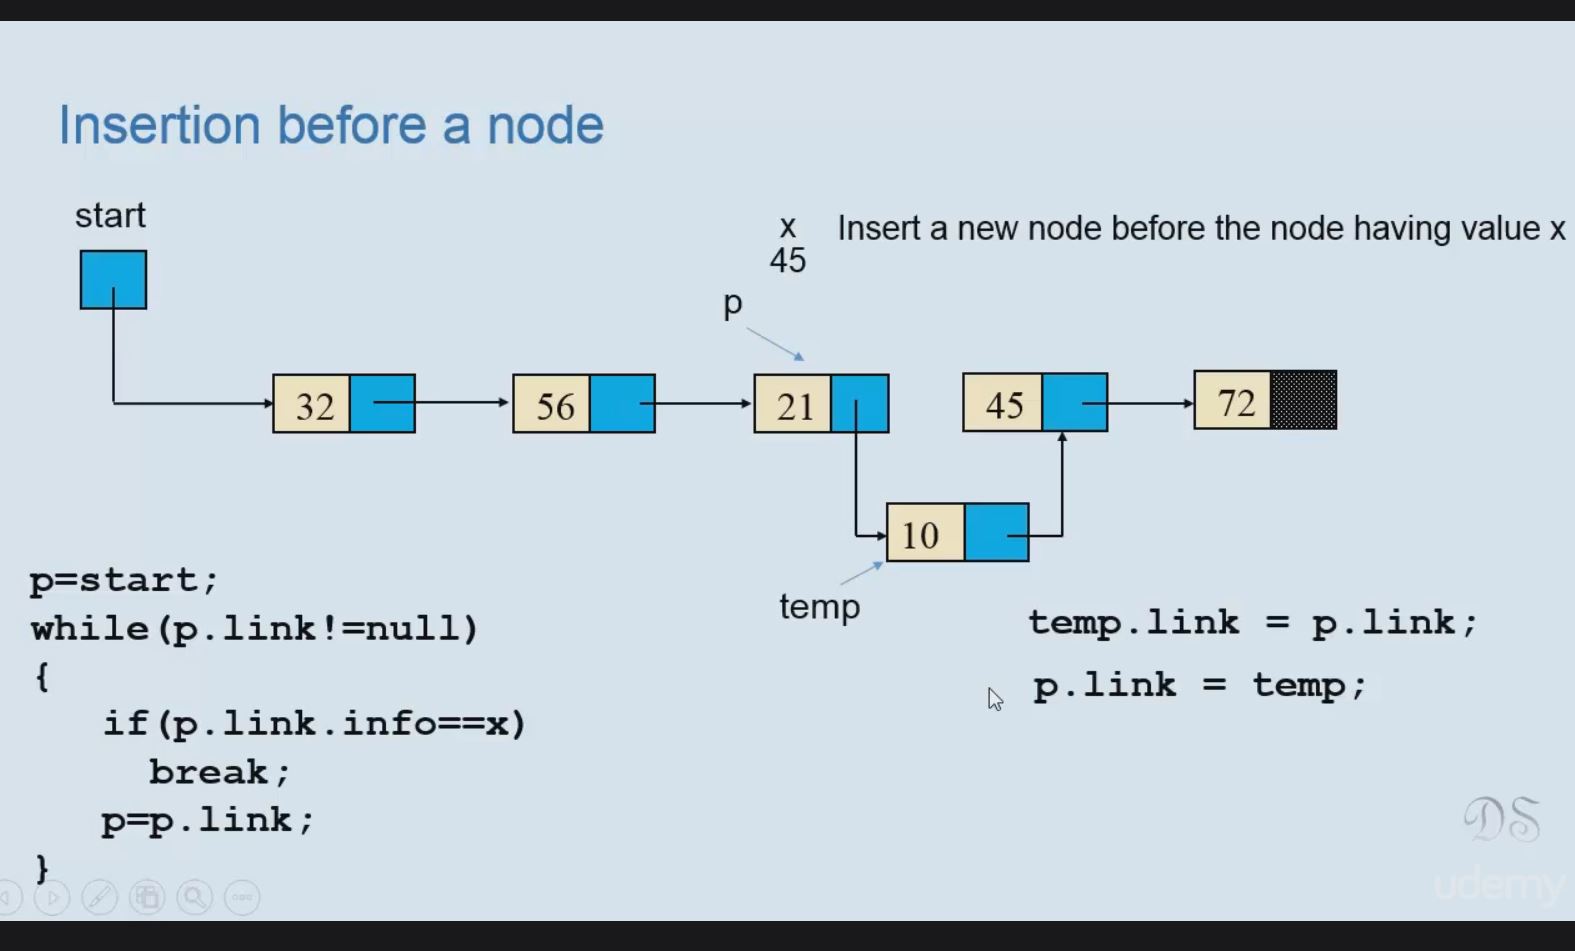 Insertion before a node
start
x Insert a new node before the node having value x
45
p
32 56 21 45 72
10
temp
p=start;
while(p.link!=null)
{
if(p.link.info==x)
break;
p=p.link;
}
temp.link = p.link;
p.link = temp;
DS
udemy